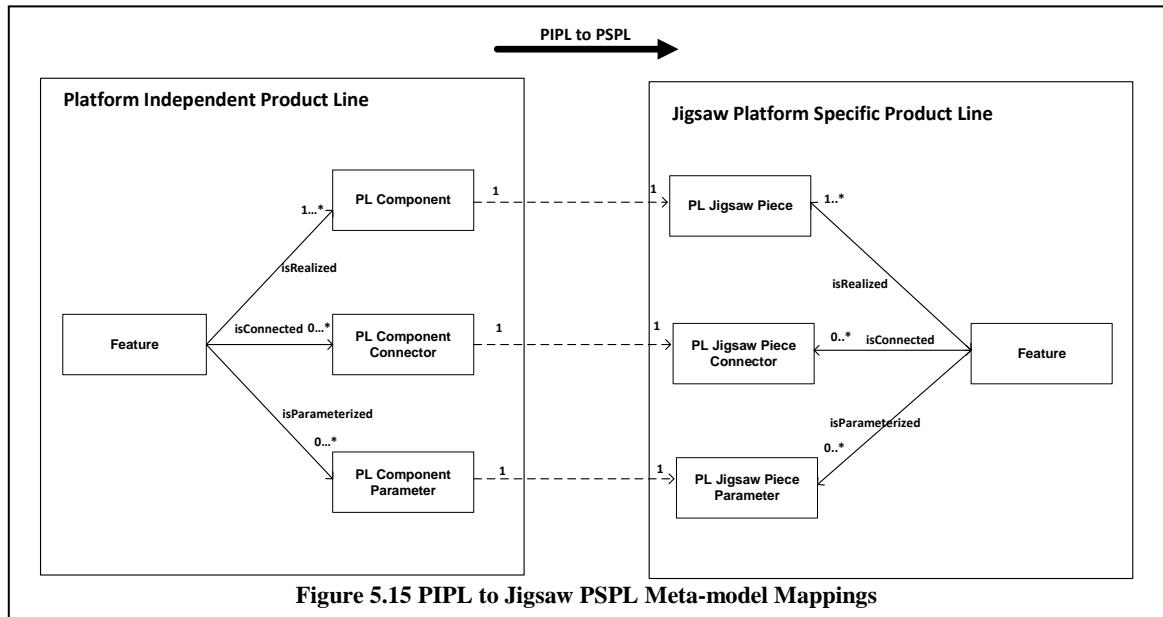 PIPL to PSPL
Platform Independent Product Line
PL Component
1
1...*
isRealized
Feature
isConnected
0...*
PL Component
Connector
1
isParameterized
0...*
PL Component
Parameter
1
Jigsaw Platform Specific Product Line
1
PL Jigsaw Piece
1..*
isRealized
1
PL Jigsaw Piece
Connector
0..*
isConnected
Feature
isParameterized
0..*
1
PL Jigsaw Piece
Parameter
Figure 5.15 PIPL to Jigsaw PSPL Meta-model Mappings